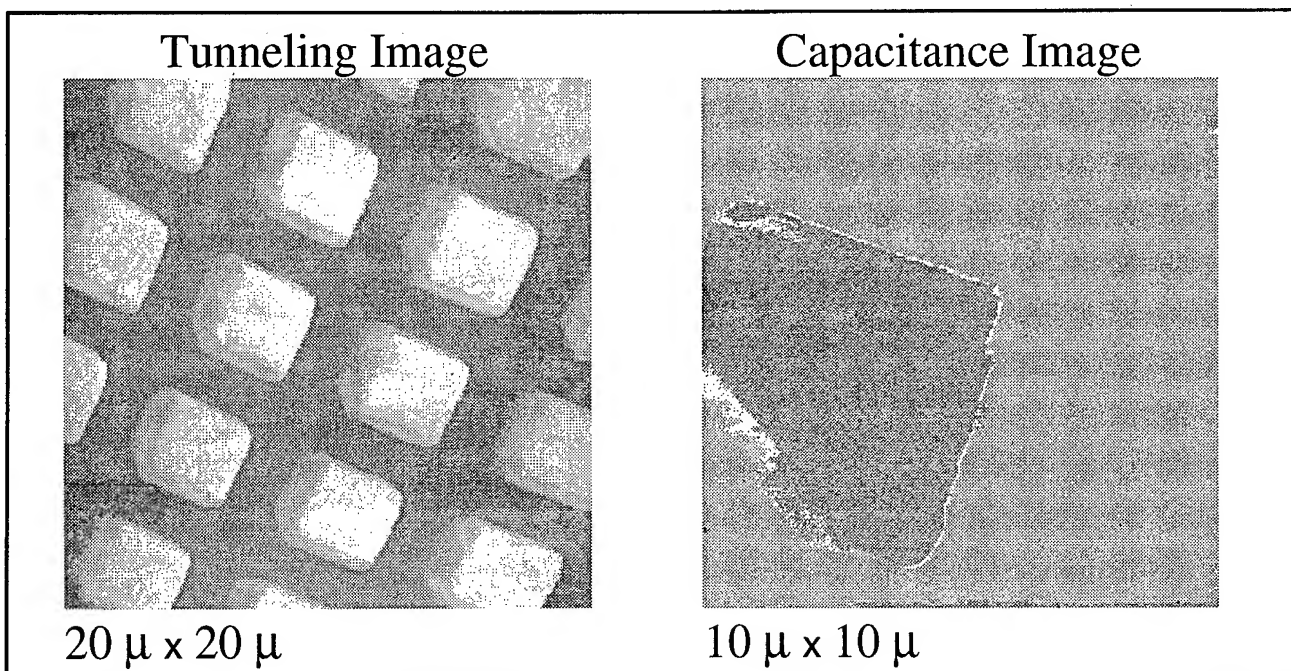 Tunneling Image
Capacitance Image
20 μ x 20 μ
10 μ x 10 μ